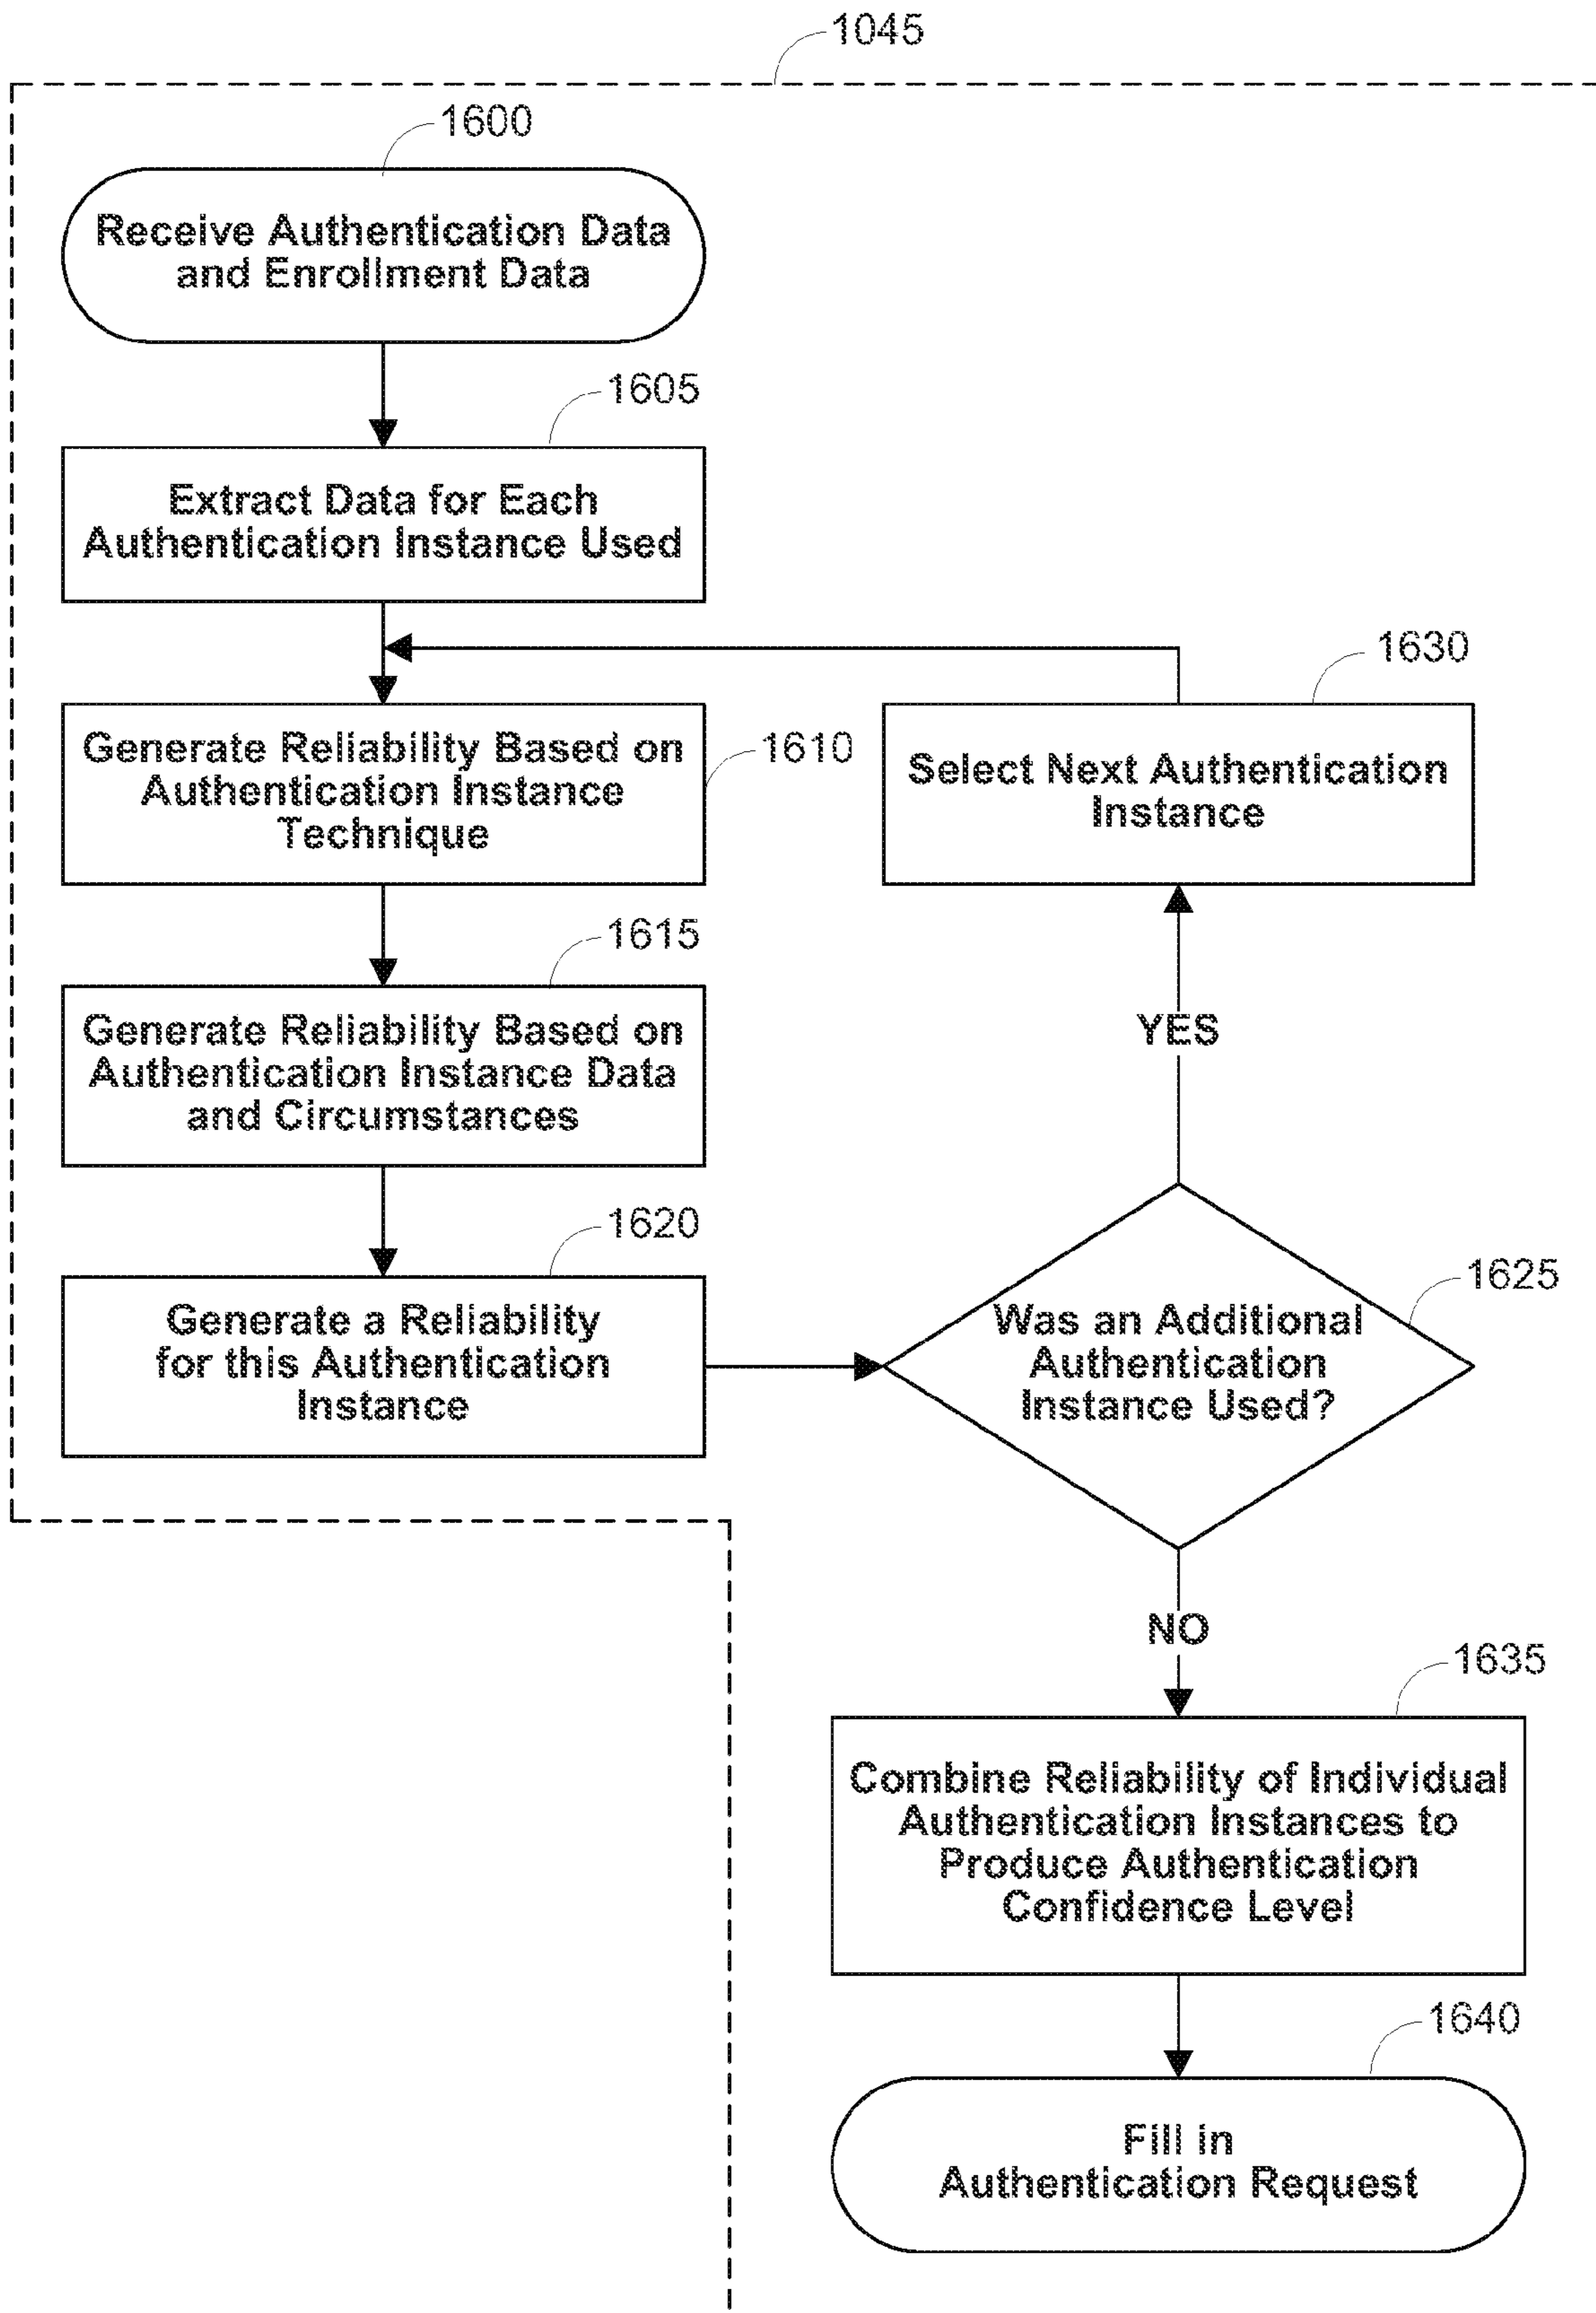 1045
1600
Receive Authentication Data
and Enrollment Data
1605
Extract Data for Each
Authentication Instance Used
1610
Generate Reliability Based on
Authentication Instance
Technique
1615
Generate Reliability Based on
Authentication Instance Data
and Circumstances
1620
Generate a Reliability
for this Authentication
Instance
1625
Was an Additional
Authentication
Instance Used?
YES
1630
Select Next Authentication
Instance
NO
1635
Combine Reliability of Individual
Authentication Instances to
Produce Authentication
Confidence Level
1640
Fill in
Authentication Request